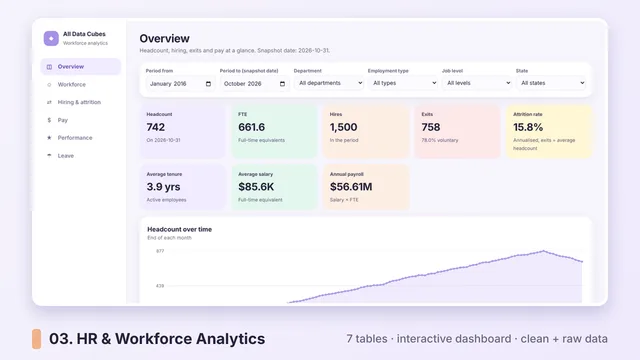 All Data Cubes
Workforce analytics
Overview
Workforce
Hiring & attrition
Pay
Performance
Leave
Overview
Headcount, hiring, exits and pay at a glance. Snapshot date: 2026-10-31.
Period from
January 2016
Period to (snapshot date)
October 2026
Department
All departments
Employment type
All types
Job level
All levels
State
All states
Headcount
742
On 2026-10-31
FTE
661.6
Full-time equivalents
Hires
1,500
In the period
Exits
758
79.0% voluntary
Attrition rate
15.8%
Annualised, exits ÷ average
headcount
Average tenure
3.9 yrs
Active employees
Average salary
$85.6K
Full-time equivalent
Annual payroll
$56.61M
Salary × FTE
Headcount over time
End of each month
877
438
03. HR & Workforce Analytics
7 tables · interactive dashboard · clean + raw data